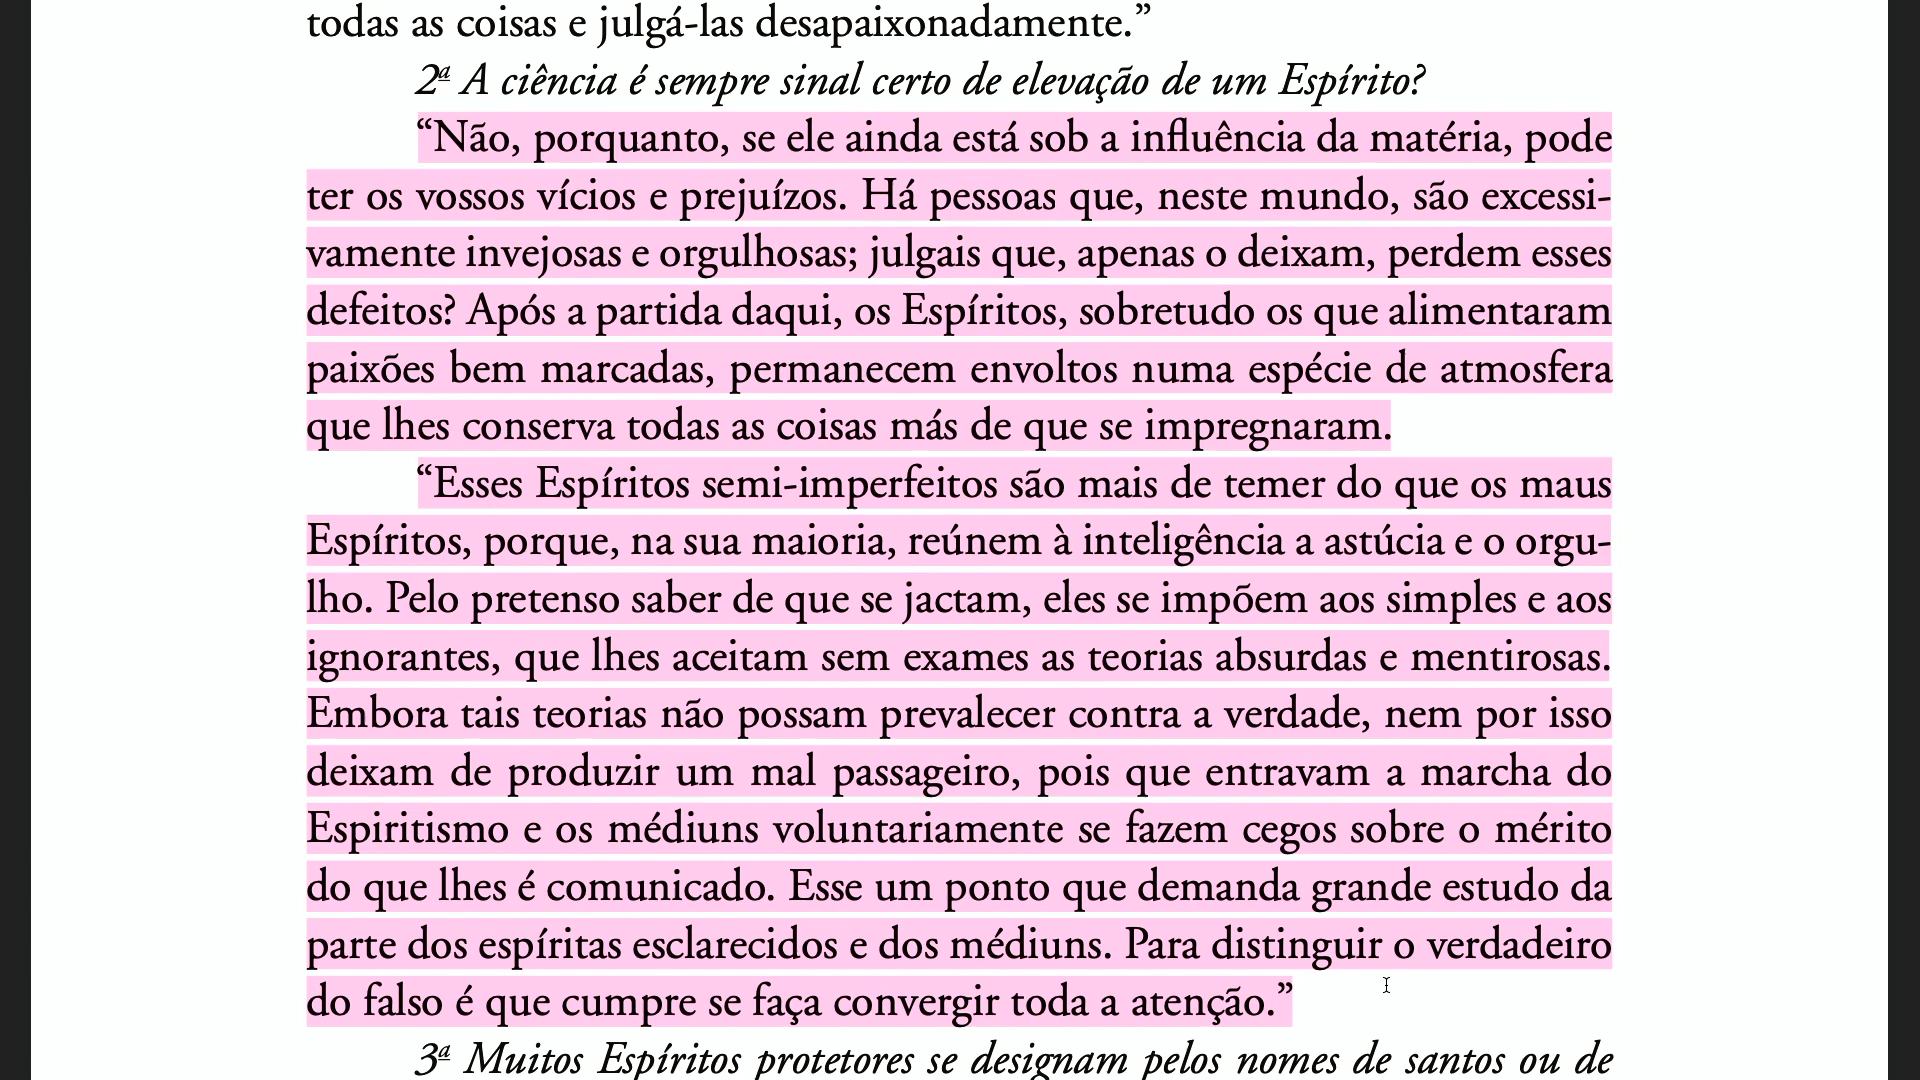 todas as coisas e julgá-las desapaixonadamente.”
2ª A ciência é sempre sinal certo de elevação de um Espírito?
“Não, porquanto, se ele ainda está sob a influência da matéria, pode
ter os vossos vícios e prejuízos. Há pessoas que, neste mundo, são excessi-
vamente invejosas e orgulhosas; julgais que, apenas o deixam, perdem esses
defeitos? Após a partida daqui, os Espíritos, sobretudo os que alimentaram
paixões bem marcadas, permanecem envoltos numa espécie de atmosfera
que lhes conserva todas as coisas más de que se impregnaram.
“Esses Espíritos semi-imperfeitos são mais de temer do que os maus
Espíritos, porque, na sua maioria, reúnem à inteligência a astúcia e o orgu-
lho. Pelo pretenso saber de que se jactam, eles se impõem aos simples e aos
ignorantes, que lhes aceitam sem exames as teorias absurdas e mentirosas.
Embora tais teorias não possam prevalecer contra a verdade, nem por isso
deixam de produzir um mal passageiro, pois que entravam a marcha do
Espiritismo e os médiuns voluntariamente se fazem cegos sobre o mérito
do que lhes é comunicado. Esse um ponto que demanda grande estudo da
parte dos espíritas esclarecidos e dos médiuns. Para distinguir o verdadeiro
do falso é que cumpre se faça convergir toda a atenção.”
3ª Muitos Espíritos protetores se designam pelos nomes de santos ou de